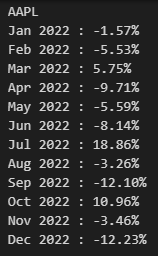 AAPL
Jan 2022 : -1.57%
Feb 2022 : -5.53%
Mar 2022 : 5.75%
Apr 2022 : -9.71%
May 2022 : -5.59%
Jun 2022 : -8.14%
Jul 2022 : 18.86%
Aug 2022 : -3.26%
Sep 2022 : -12.10%
Oct 2022 : 10.96%
Nov 2022 : -3.46%
Dec 2022 : -12.23%